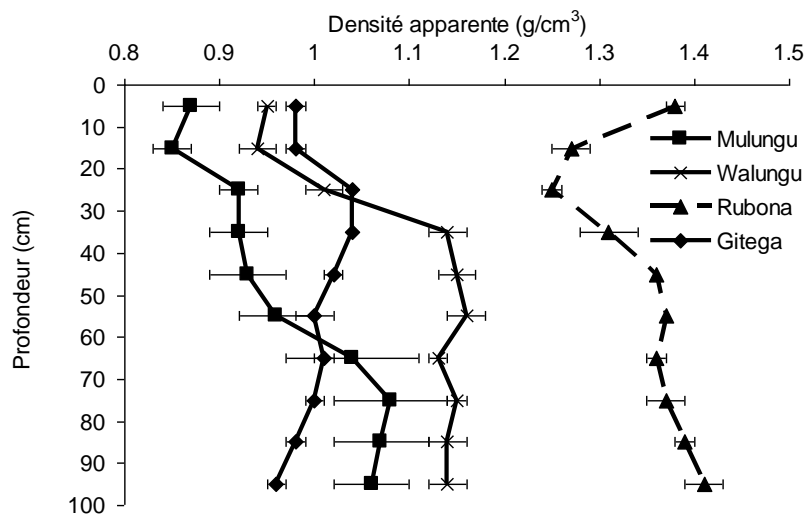 Densité apparente (g/cm³)
0.8 0.9 1 1.1 1.2 1.3 1.4 1.5
0
10
20
30
40
50
60
70
80
90
100
Profondeur (cm)
Mulungu
Walungu
Rubona
Gitega